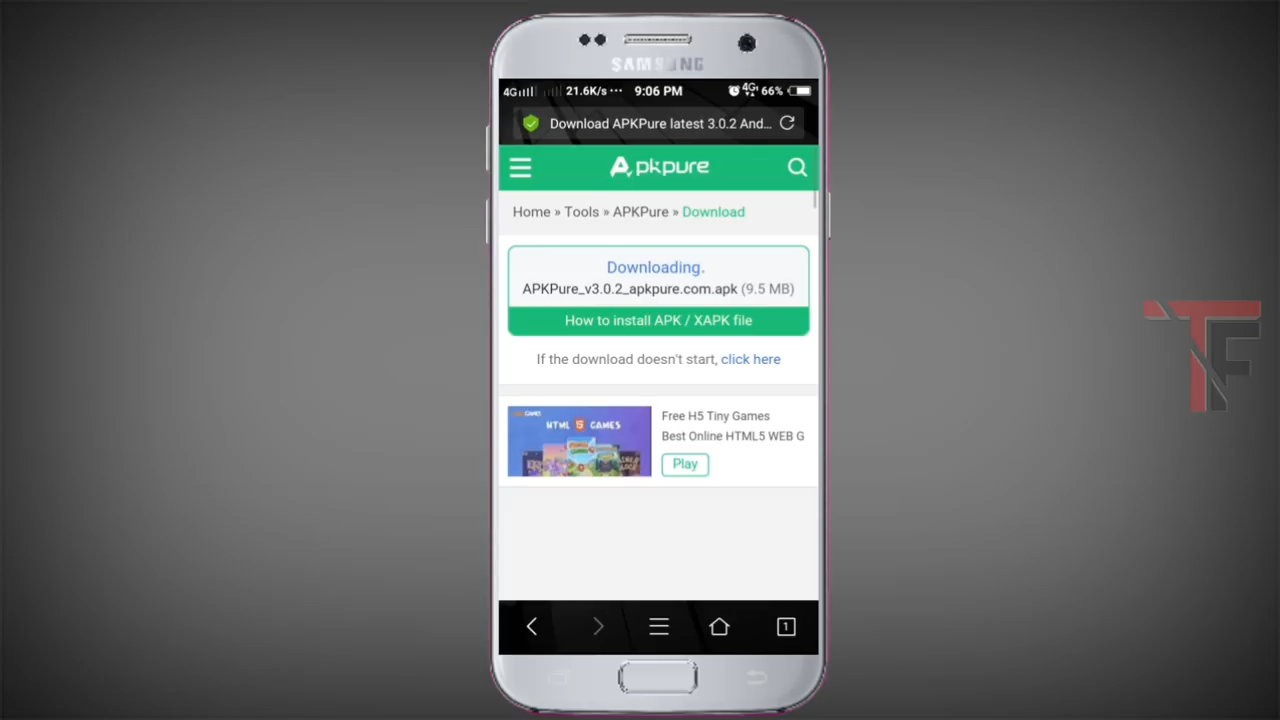 SAMSUNG
4G 21.6K/s··· 9:06 PM 4G 66%
Download APKPure latest 3.0.2 And...
Apkpure
Home » Tools » APKPure » Download
Downloading.
APKPure_v3.0.2_apkpure.com.apk (9.5 MB)
How to install APK / XAPK file
If the download doesn't start, click here
HTML 5 GAMES
Free H5 Tiny Games
Best Online HTML5 WEB G
Play
1
TF